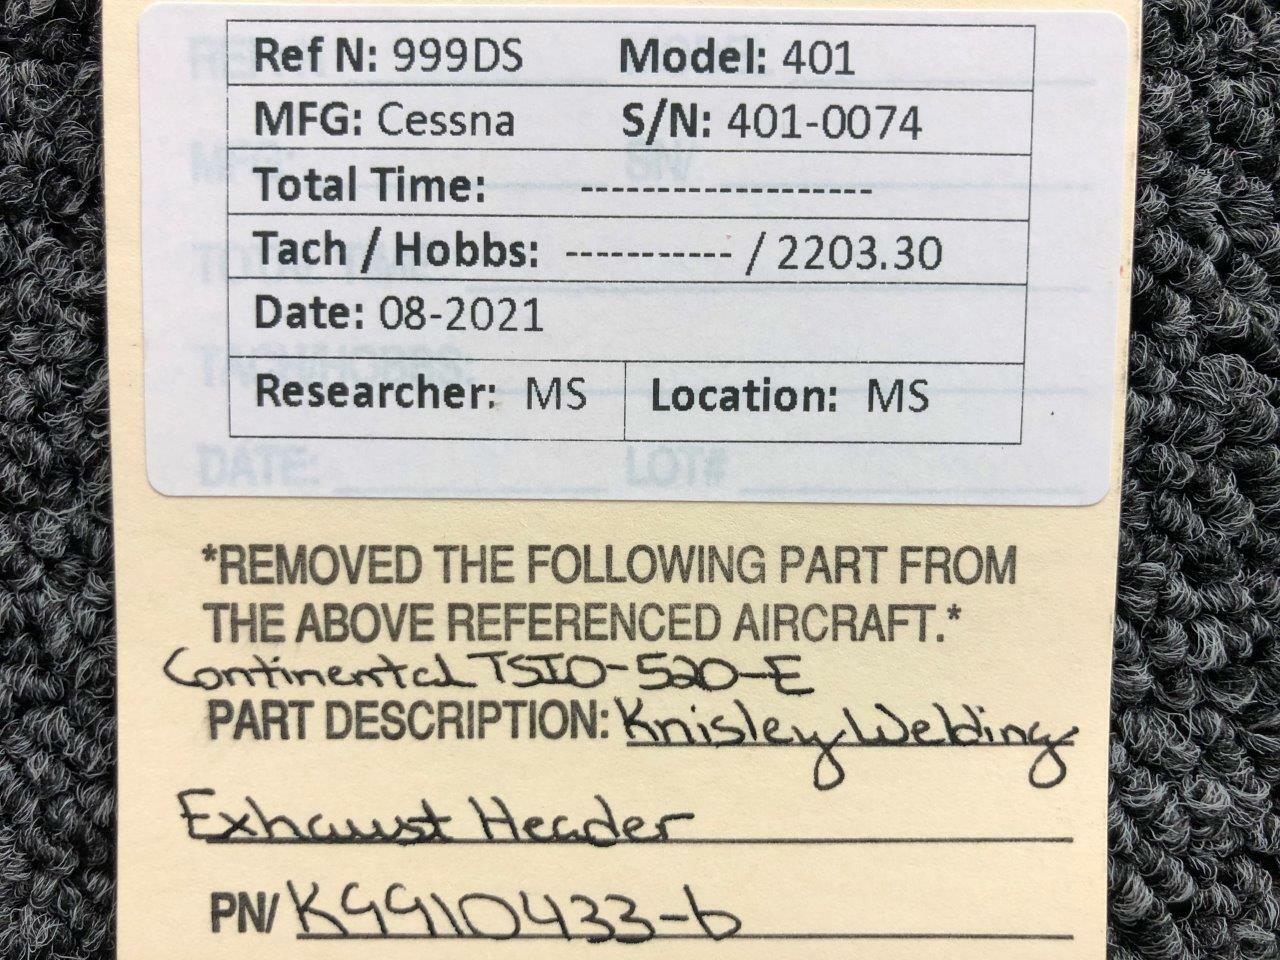 Ref N: 999DS Model: 401
MFG: Cessna S/N: 401-0074
Total Time: -------------------
Tach / Hobbs: ----------- / 2203.30
Date: 08-2021
Researcher: MS Location: MS
DATE: LOT#
*REMOVED THE FOLLOWING PART FROM
THE ABOVE REFERENCED AIRCRAFT.*
Continental TSIO-520-E
PART DESCRIPTION: Knisley Welding
Exhaust Header
PN/ K9910433-6